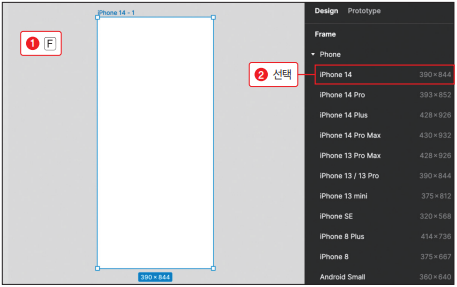 iPhone 14 - 1
1 F
2 선택
390 × 844
Design Prototype
Frame
Phone
iPhone 14 390×844
iPhone 14 Pro 393×852
iPhone 14 Plus 428×926
iPhone 14 Pro Max 430×932
iPhone 13 Pro Max 428×926
iPhone 13 / 13 Pro 390×844
iPhone 13 mini 375×812
iPhone SE 320×568
iPhone 8 Plus 414×736
iPhone 8 375×667
Android Small 360×640